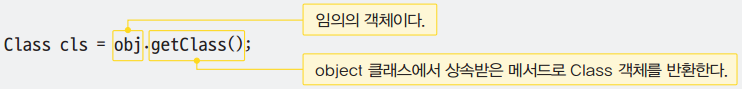 임의의 객체이다.
Class cls = obj.getClass();
object 클래스에서 상속받은 메서드로 Class 객체를 반환한다.